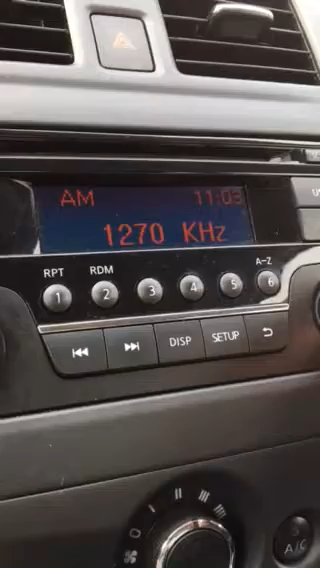 AM 11:03
1270 KHz
RPT RDM A-Z
1 2 3 4 5 6
DISP SETUP
A/C